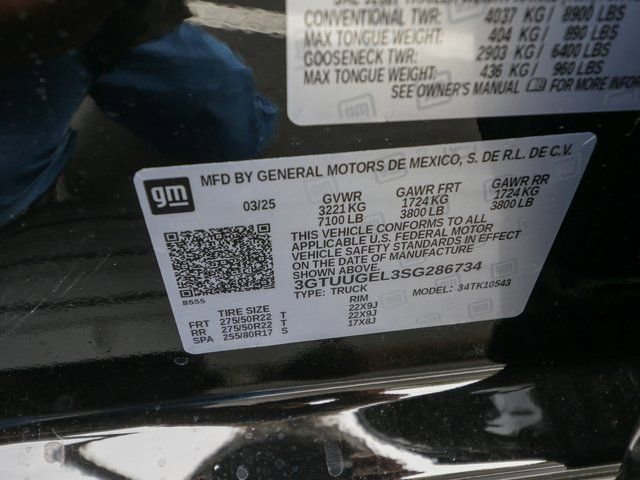 CONVENTIONAL TWR: 4037 KG / 8900 LBS
MAX TONGUE WEIGHT: 404 KG / 890 LBS
GOOSENECK TWR: 2903 KG / 6400 LBS
MAX TONGUE WEIGHT: 436 KG / 960 LBS
SEE OWNER'S MANUAL FOR MORE INFOR
gm MFD BY GENERAL MOTORS DE MEXICO, S. DE R.L. DE C.V.
03/25 GVWR GAWR FRT GAWR RR
3221 KG 1724 KG 1724 KG
7100 LB 3800 LB 3800 LB
THIS VEHICLE CONFORMS TO ALL
APPLICABLE U.S. FEDERAL MOTOR
VEHICLE SAFETY STANDARDS IN EFFECT
ON THE DATE OF MANUFACTURE
SHOWN ABOVE.
3GTUUGEL3SG286734
8555 TYPE: TRUCK MODEL: 34TK10543
TIRE SIZE RIM
FRT 275/50R22 T 22X9J
RR 275/50R22 T 22X9J
SPA 255/80R17 S 17X8J